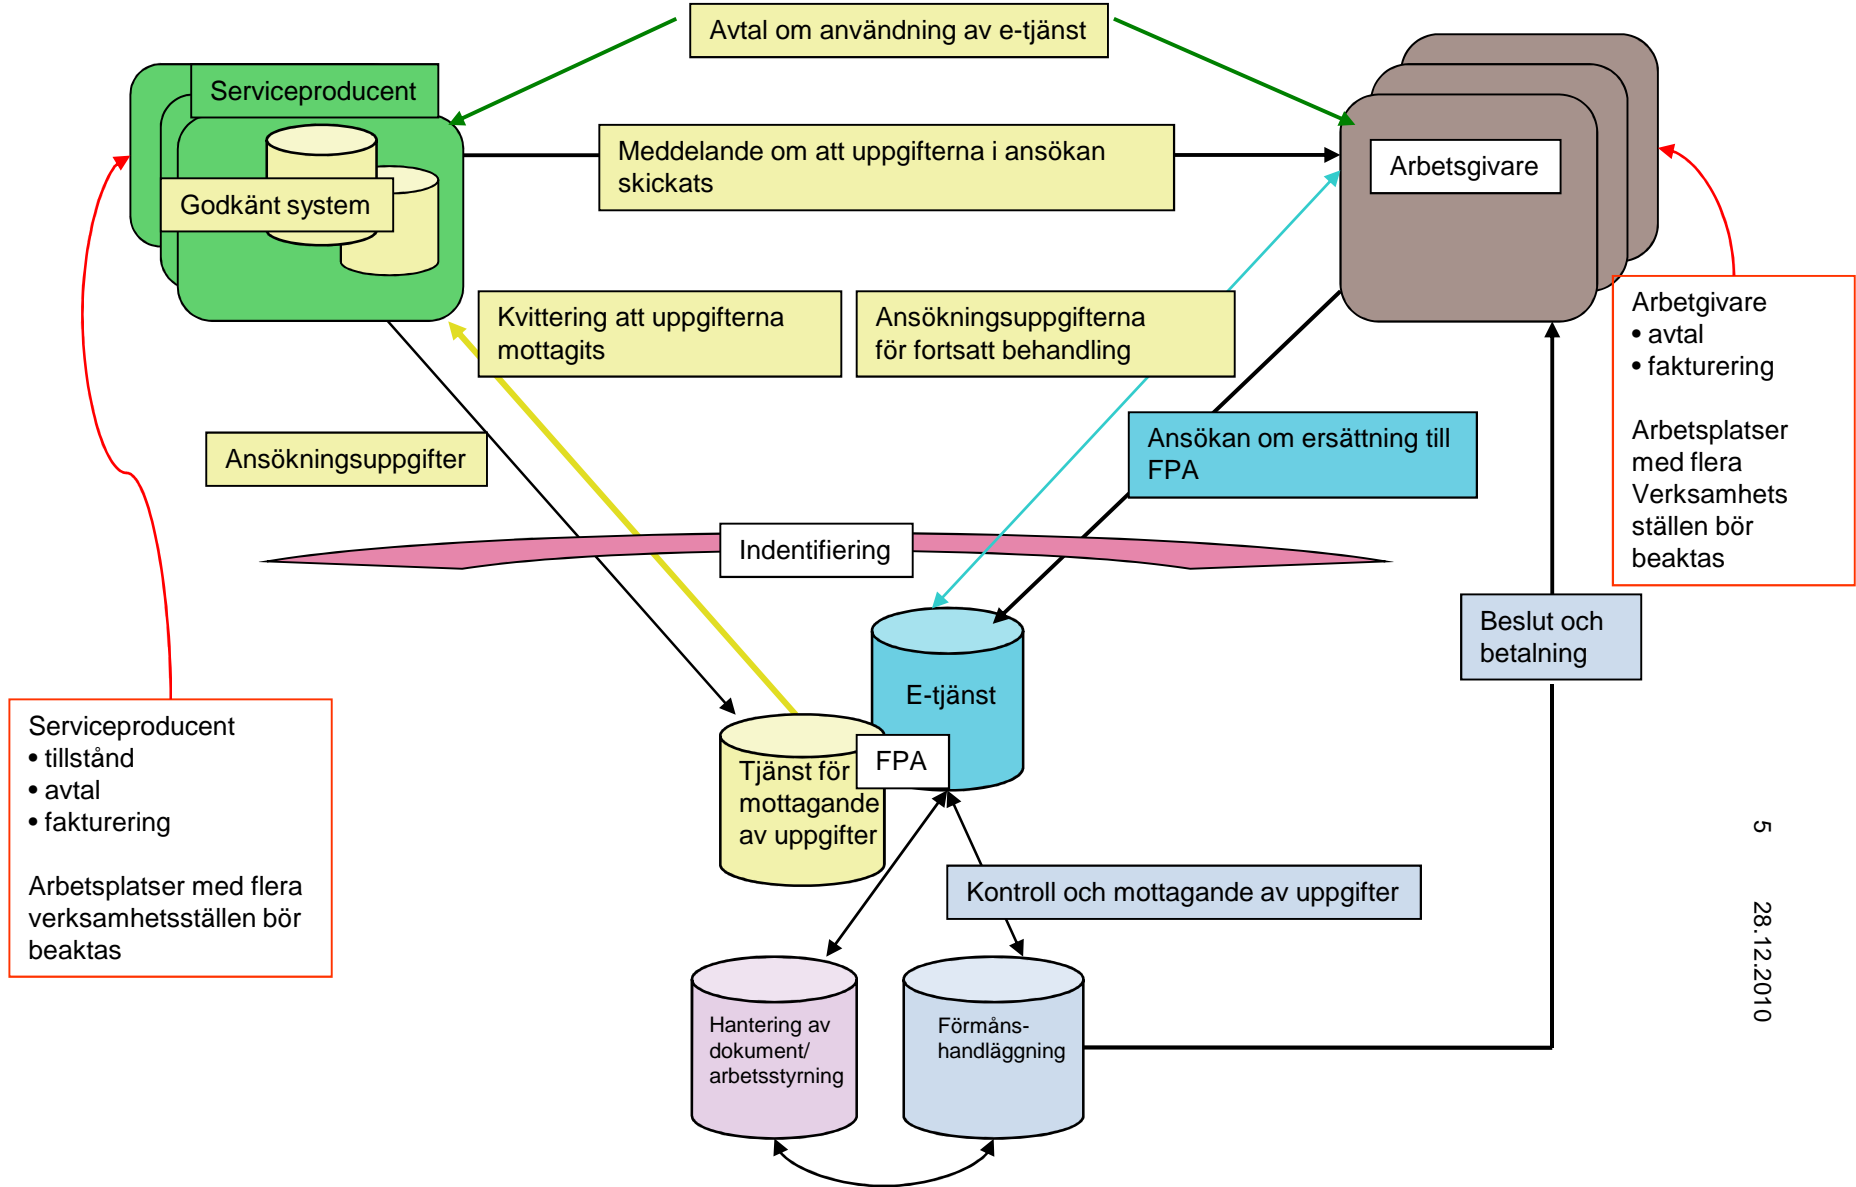 Avtal om användning av e-tjänst
Serviceproducent
Godkänt system
Meddelande om att uppgifterna i ansökan
skickats
Arbetsgivare
Kvittering att uppgifterna
mottagits
Ansökningsuppgifterna
för fortsatt behandling
Arbetgivare
• avtal
• fakturering
Arbetsplatser
med flera
Verksamhets
ställen bör
beaktas
Ansökningsuppgifter
Ansökan om ersättning till
FPA
Indentifiering
Beslut och
betalning
E-tjänst
FPA
Tjänst för
mottagande
av uppgifter
Serviceproducent
• tillstånd
• avtal
• fakturering
Arbetsplatser med flera
verksamhetsställen bör
beaktas
Kontroll och mottagande av uppgifter
Hantering av
dokument/
arbetsstyrning
Förmåns-
handläggning
5 28.12.2010